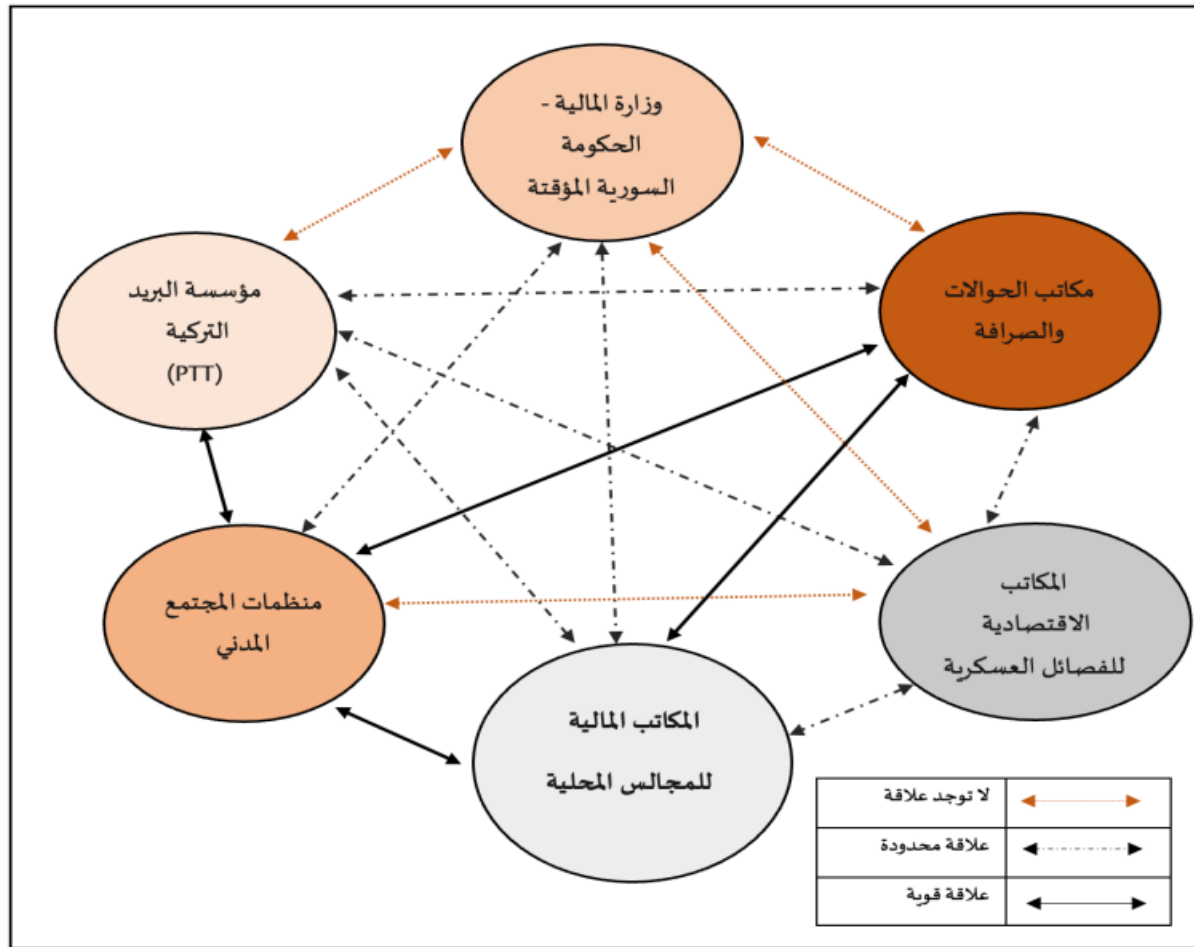 وزارة المالية -
الحكومة
السورية المؤقتة
مكاتب الحوالات
والصرافة
مؤسسة البريد
التركية
(PTT)
المكاتب
الاقتصادية
للفصائل العسكرية
منظمات المجتمع
المدني
المكاتب المالية
للمجالس المحلية
لا توجد علاقة
علاقة محدودة
علاقة قوية